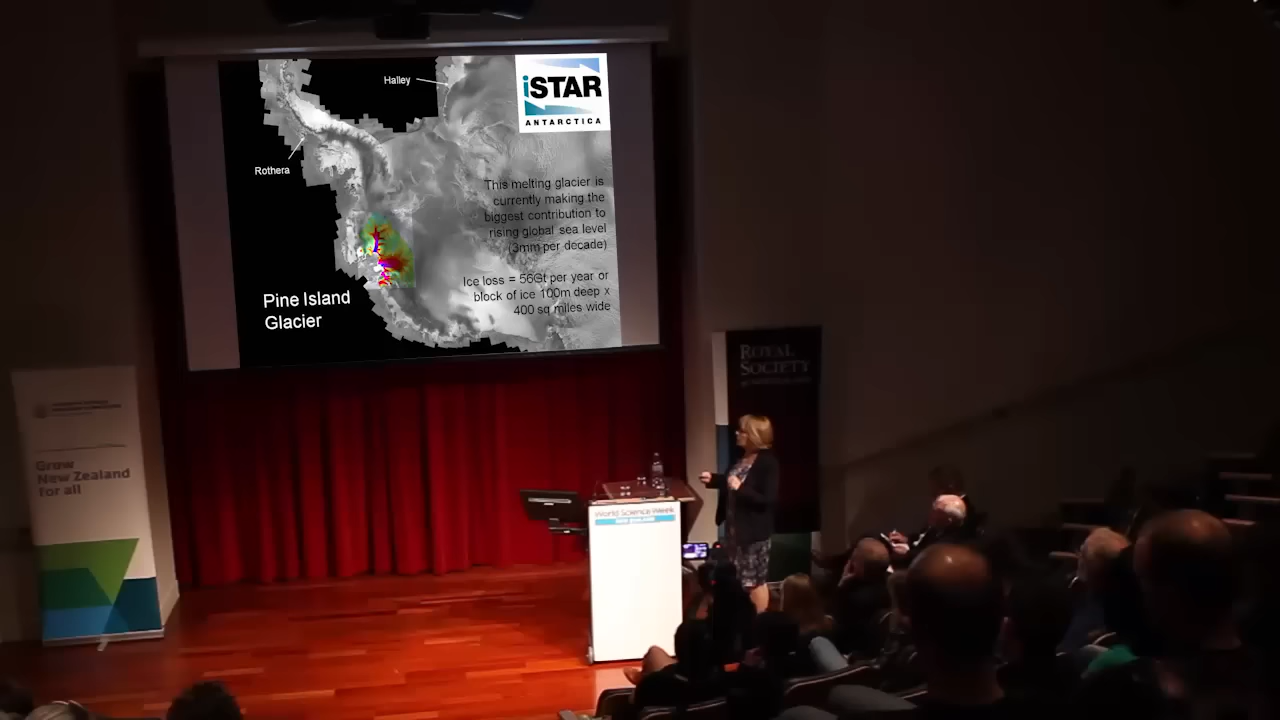 Halley
iSTAR
ANTARCTICA
Rothera
This melting glacier is
currently making the
biggest contribution to
rising global sea level
(3mm per decade)
Ice loss = 56Gt per year or
block of ice 100m deep x
400 sq miles wide
Pine Island
Glacier
ROYAL
SOCIETY
Grow
New Zealand
for all
World Science Week
NEW ZEALAND